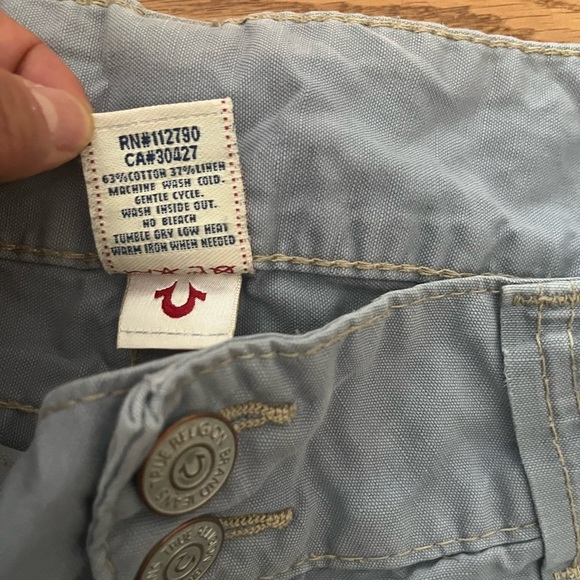 RN#112790
CA#30427
63%COTTON 37%LINEN
MACHINE WASH COLD.
GENTLE CYCLE.
WASH INSIDE OUT.
NO BLEACH
TUMBLE DRY LOW HEAT
WARM IRON WHEN NEEDED
TRUE RELIGION BRAND JEANS
TRUE